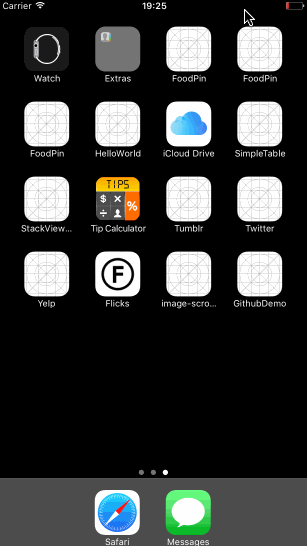 Carrier 19:25
Watch Extras FoodPin FoodPin
FoodPin HelloWorld iCloud Drive SimpleTable
TIPS
$ × % ÷
StackView... Tip Calculator Tumblr Twitter
F
Yelp Flicks image-scro... GithubDemo
Safari Messages